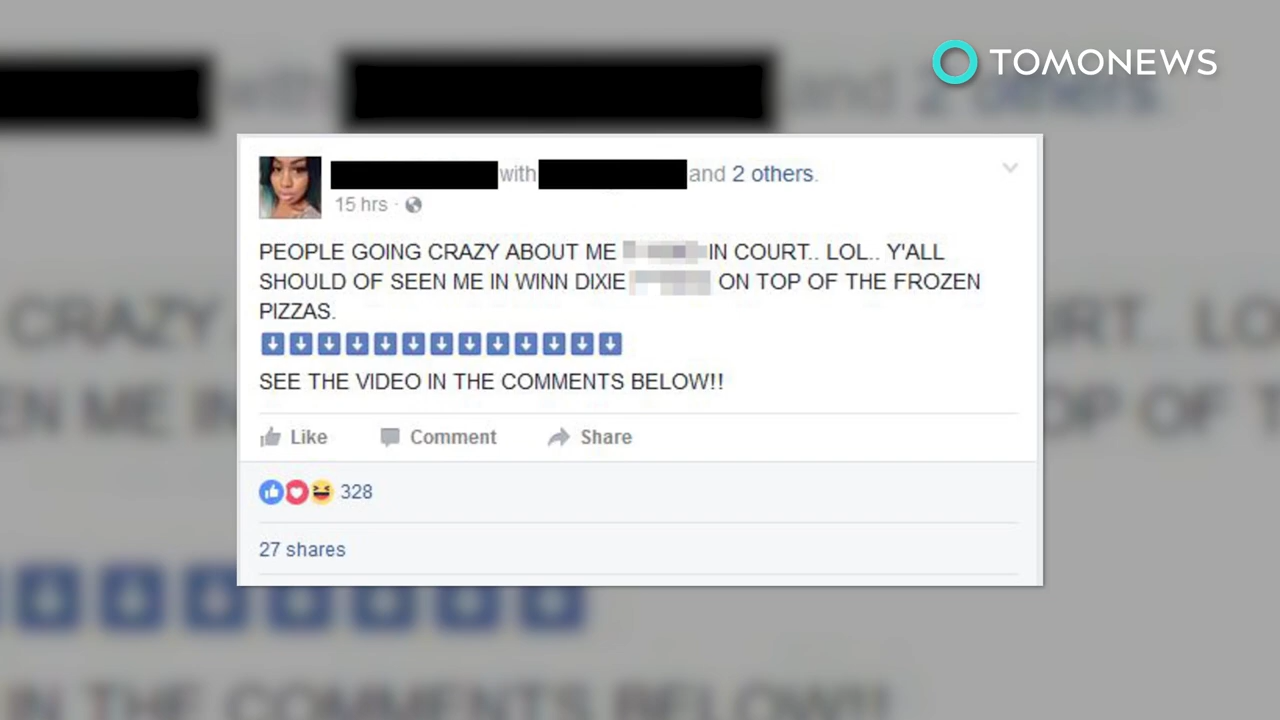 TOMONEWS
with and 2 others.
15 hrs ·
PEOPLE GOING CRAZY ABOUT ME IN COURT.. LOL.. Y'ALL
SHOULD OF SEEN ME IN WINN DIXIE ON TOP OF THE FROZEN
PIZZAS.
SEE THE VIDEO IN THE COMMENTS BELOW!!
Like Comment Share
328
27 shares